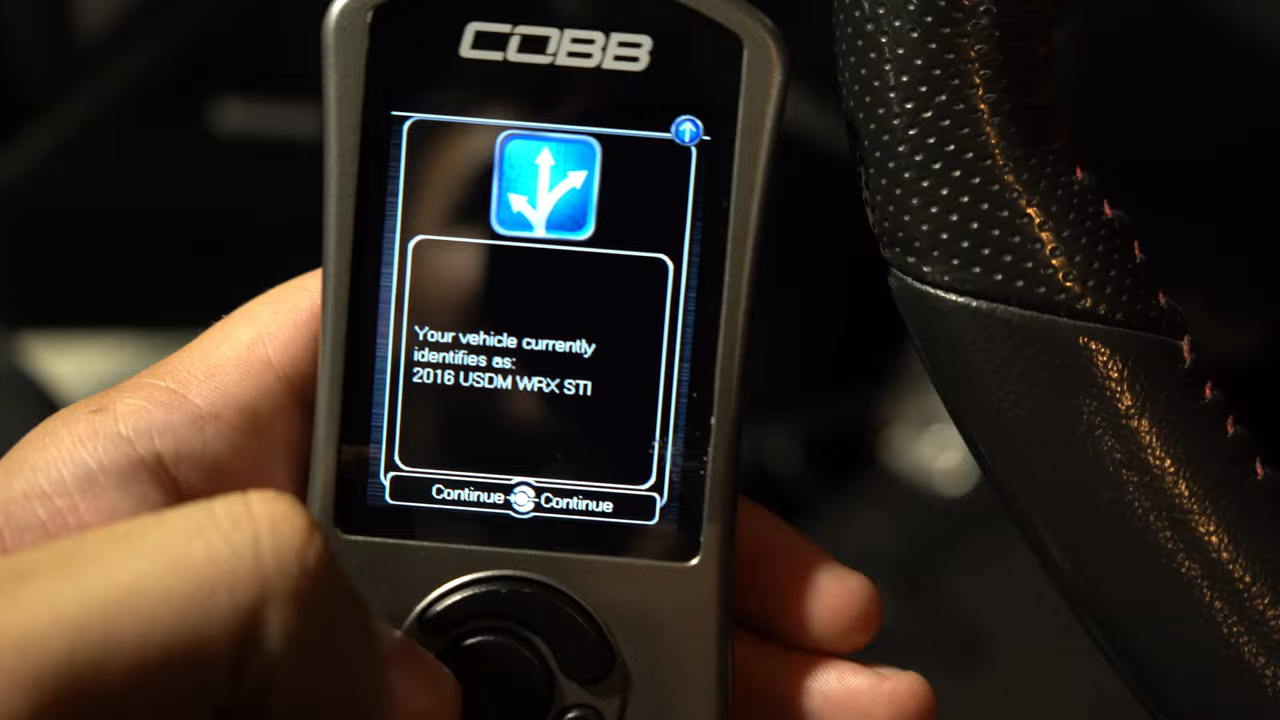 COBB
Your vehicle currently
identifies as:
2016 USDM WRX STI
Continue Continue